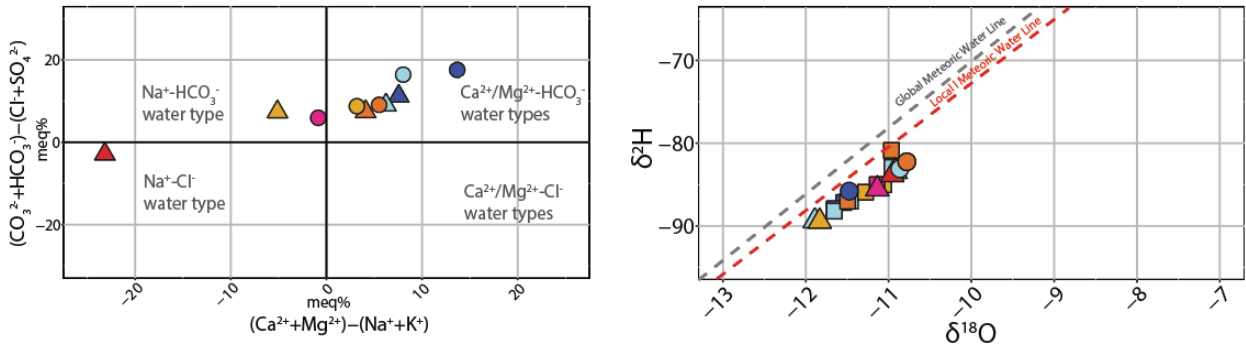 (CO₃²⁻+HCO₃⁻)−(Cl⁻+SO₄²⁻)
meq%
20
0
−20
Na⁺-HCO₃⁻
water type
Ca²⁺/Mg²⁺-HCO₃⁻
water types
Na⁺-Cl⁻
water type
Ca²⁺/Mg²⁺-Cl⁻
water types
−20
−10
0
10
20
meq%
(Ca²⁺+Mg²⁺)−(Na⁺+K⁺)
δ²H
−70
−80
−90
Global Meteoric Water Line
Local l Meteoric Water Line
−13
−12
−11
−10
−9
−8
−7
δ¹⁸O